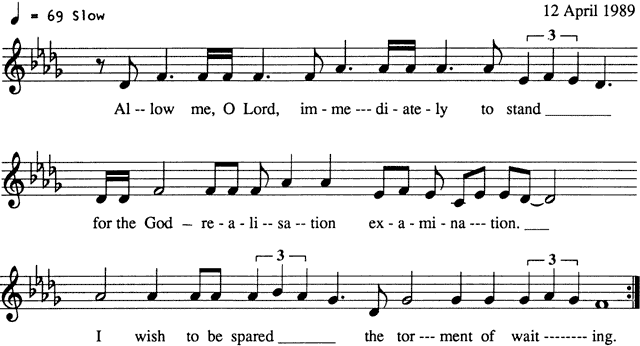 = 69 Slow
12 April 1989
3
Al -- low me, O Lord, im - me --- di - ate - ly to stand ________
3
for the God – re - a - li -- sa -- tion ex - a - mi - na --- tion. ___
3 3
I wish to be spared _______ the tor --- ment of wait -------- ing.